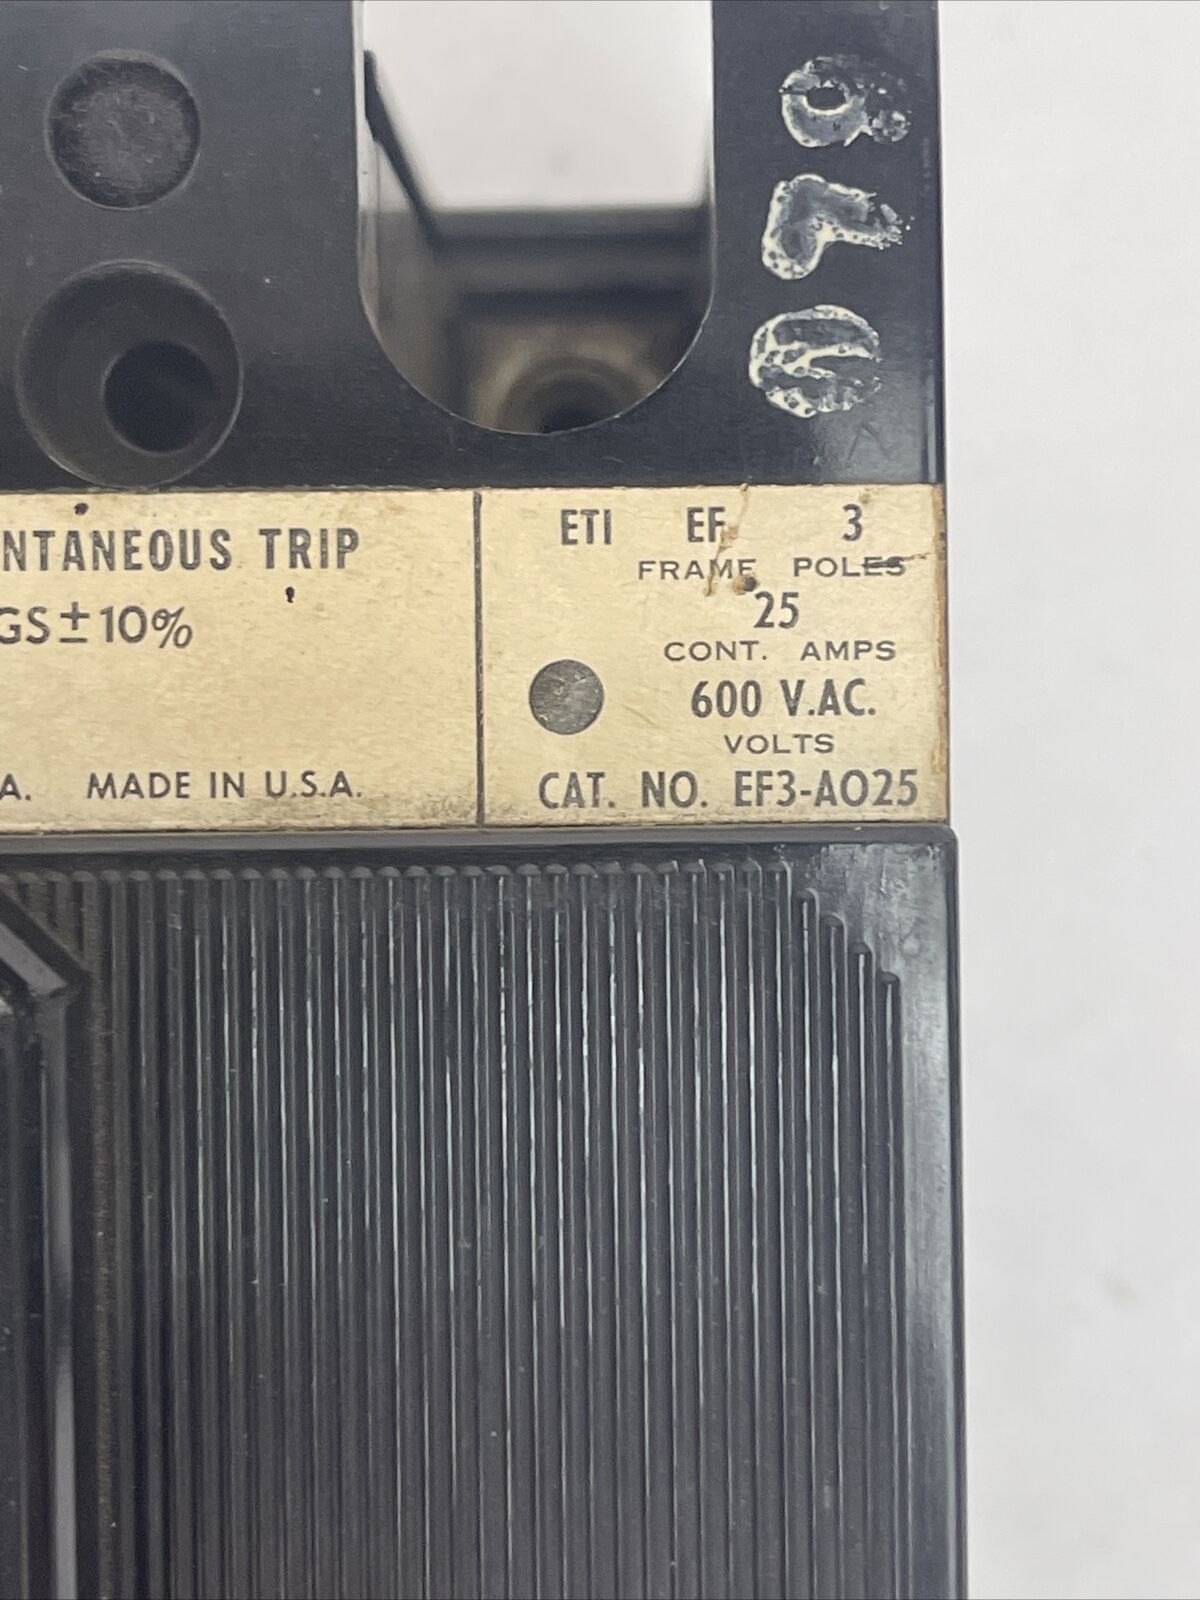 NTANEOUS TRIP
GS ± 10%
A. MADE IN U.S.A.
ETI EF 3
FRAME POLES
25
CONT. AMPS
600 V.AC.
VOLTS
CAT. NO. EF3-A025